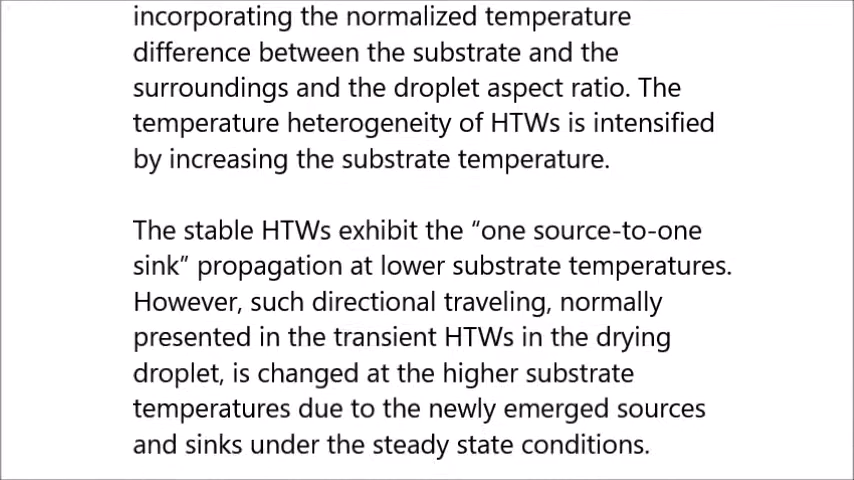 incorporating the normalized temperature
difference between the substrate and the
surroundings and the droplet aspect ratio. The
temperature heterogeneity of HTWs is intensified
by increasing the substrate temperature.
The stable HTWs exhibit the “one source-to-one
sink” propagation at lower substrate temperatures.
However, such directional traveling, normally
presented in the transient HTWs in the drying
droplet, is changed at the higher substrate
temperatures due to the newly emerged sources
and sinks under the steady state conditions.